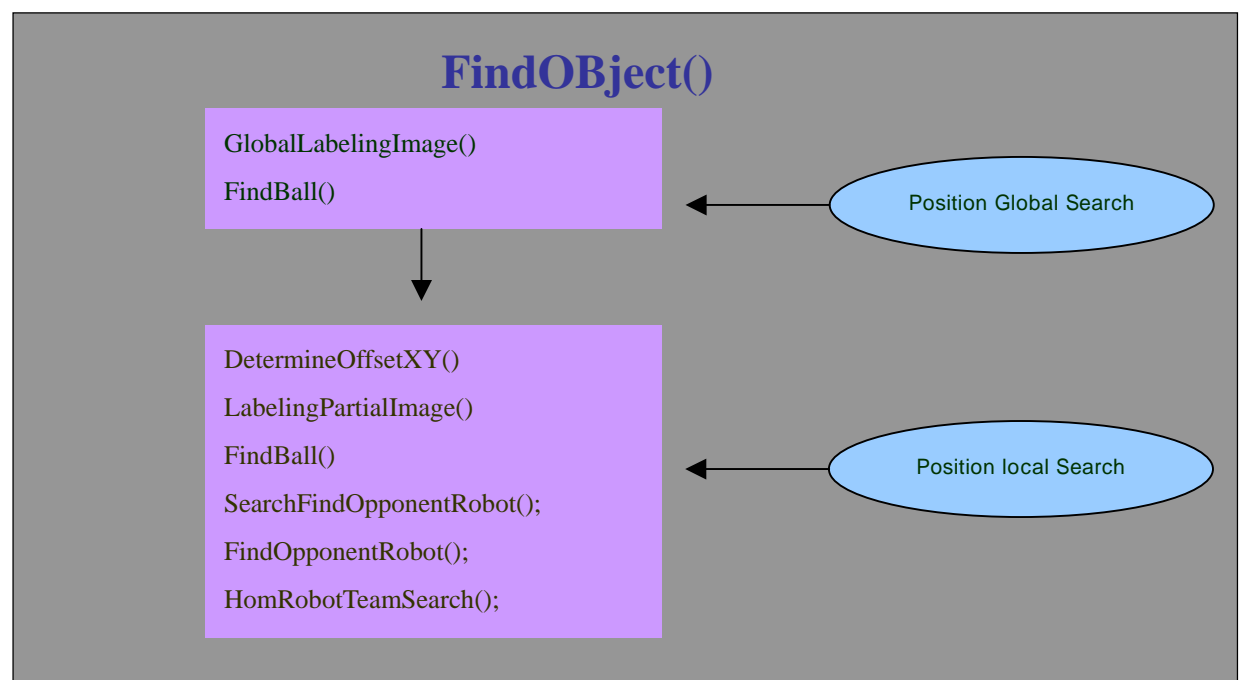 FindOBject()
GlobalLabelingImage()
FindBall()
Position Global Search
DetermineOffsetXY()
LabelingPartialImage()
FindBall()
SearchFindOpponentRobot();
FindOpponentRobot();
HomRobotTeamSearch();
Position local Search